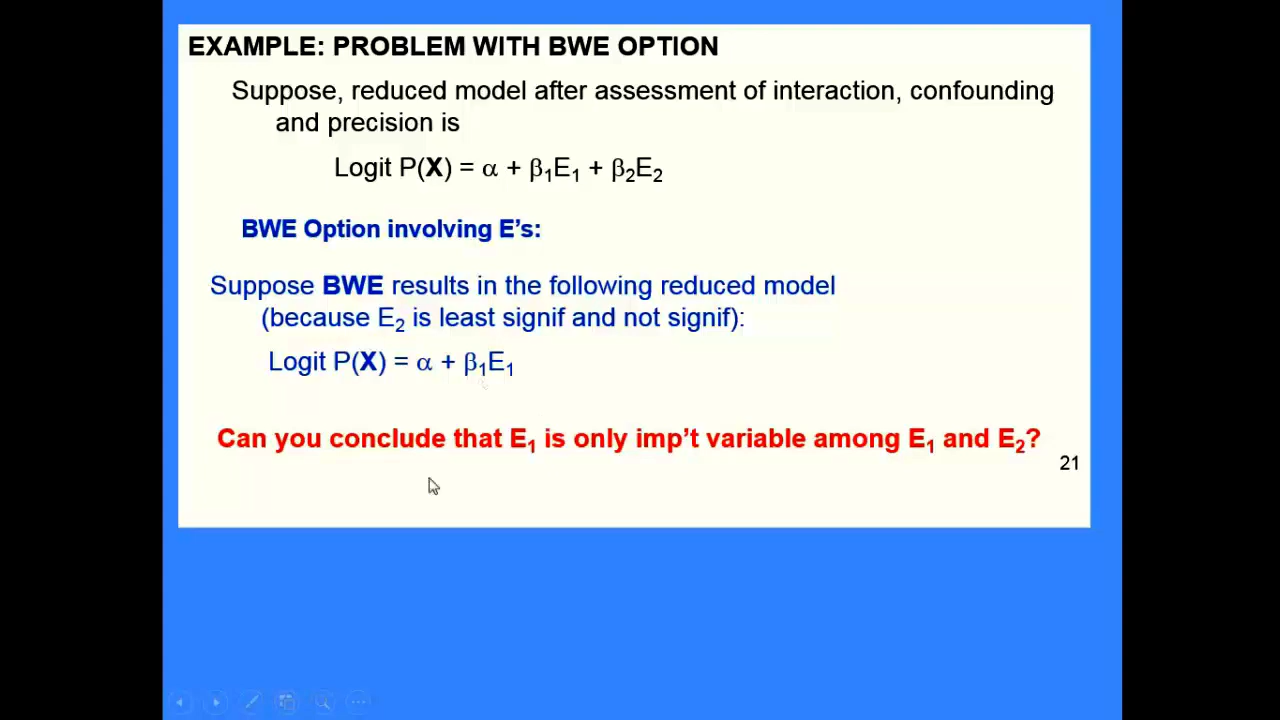 EXAMPLE: PROBLEM WITH BWE OPTION
Suppose, reduced model after assessment of interaction, confounding
and precision is
Logit P(X) = α + β₁E₁ + β₂E₂
BWE Option involving E’s:
Suppose BWE results in the following reduced model
(because E₂ is least signif and not signif):
Logit P(X) = α + β₁E₁
Can you conclude that E₁ is only imp’t variable among E₁ and E₂?
21